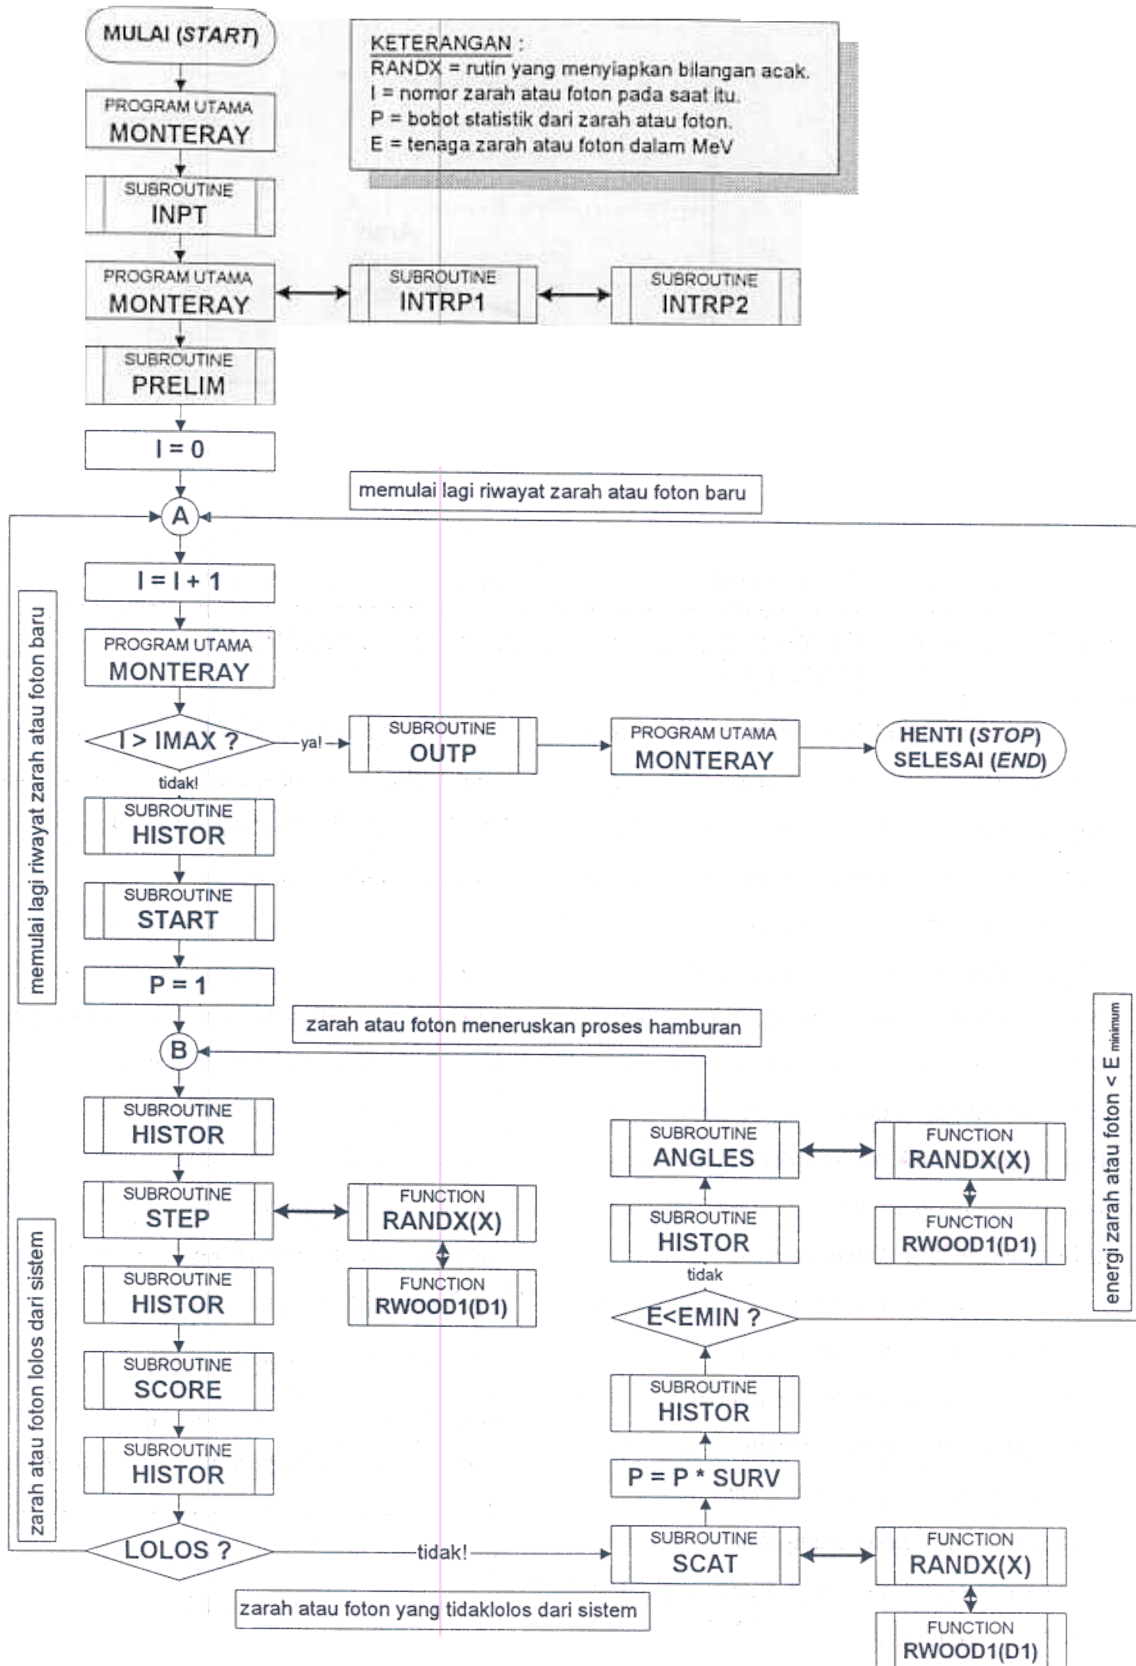 MULAI (START)
KETERANGAN :
RANDX = rutin yang menyiapkan bilangan acak.
I = nomor zarah atau foton pada saat itu.
P = bobot statistik dari zarah atau foton.
E = tenaga zarah atau foton dalam MeV
PROGRAM UTAMA
MONTERAY
SUBROUTINE
INPT
PROGRAM UTAMA
MONTERAY
SUBROUTINE
INTRP1
SUBROUTINE
INTRP2
SUBROUTINE
PRELIM
I = 0
memulai lagi riwayat zarah atau foton baru
A
I = I + 1
memulai lagi riwayat zarah atau foton baru
PROGRAM UTAMA
MONTERAY
I > IMAX ?
ya!
SUBROUTINE
OUTP
PROGRAM UTAMA
MONTERAY
HENTI (STOP)
SELESAI (END)
tidak!
SUBROUTINE
HISTOR
SUBROUTINE
START
P = 1
zarah atau foton meneruskan proses hamburan
B
energi zarah atau foton < E minimum
SUBROUTINE
HISTOR
SUBROUTINE
ANGLES
FUNCTION
RANDX(X)
SUBROUTINE
STEP
FUNCTION
RANDX(X)
SUBROUTINE
HISTOR
FUNCTION
RWOOD1(D1)
zarah atau foton lolos dari sistem
SUBROUTINE
HISTOR
FUNCTION
RWOOD1(D1)
tidak
E<EMIN ?
SUBROUTINE
SCORE
SUBROUTINE
HISTOR
SUBROUTINE
HISTOR
P = P * SURV
LOLOS ?
tidak!
SUBROUTINE
SCAT
FUNCTION
RANDX(X)
zarah atau foton yang tidaklolos dari sistem
FUNCTION
RWOOD1(D1)